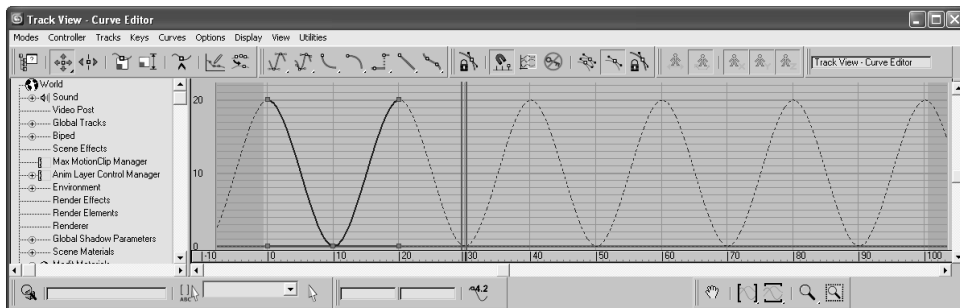 Track View - Curve Editor
Modes Controller Tracks Keys Curves Options Display View Utilities
Track View - Curve Editor
World
Sound
Video Post
Global Tracks
Biped
Scene Effects
Max MotionClip Manager
Anim Layer Control Manager
Environment
Render Effects
Render Elements
Renderer
Global Shadow Parameters
Scene Materials
20
10
0
-10 0 10 20 30 40 50 60 70 80 90 100
ABC
4.2